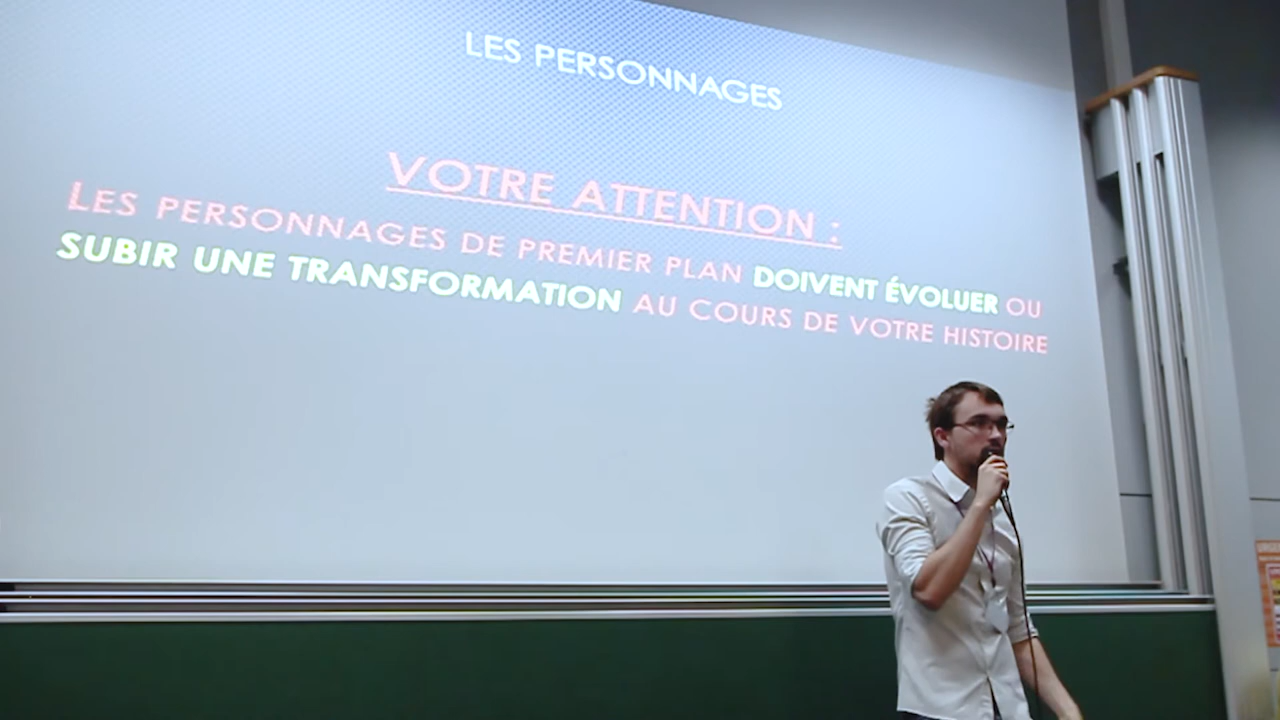 LES PERSONNAGES
VOTRE ATTENTION :
LES PERSONNAGES DE PREMIER PLAN DOIVENT ÉVOLUER OU
SUBIR UNE TRANSFORMATION AU COURS DE VOTRE HISTOIRE